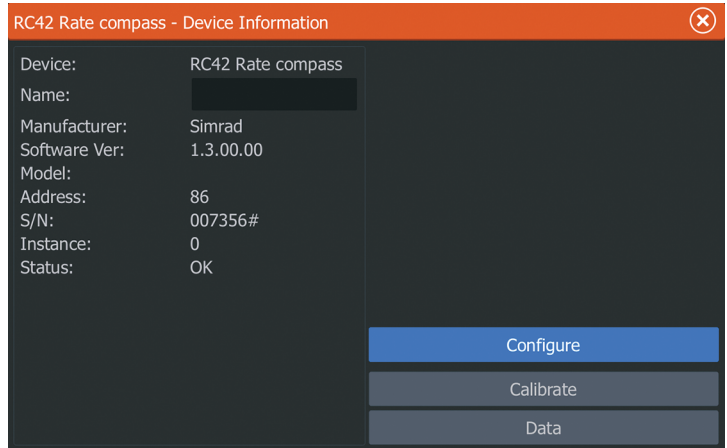 RC42 Rate compass - Device Information
Device: RC42 Rate compass
Name:
Manufacturer: Simrad
Software Ver: 1.3.00.00
Model:
Address: 86
S/N: 007356#
Instance: 0
Status: OK
Configure
Calibrate
Data